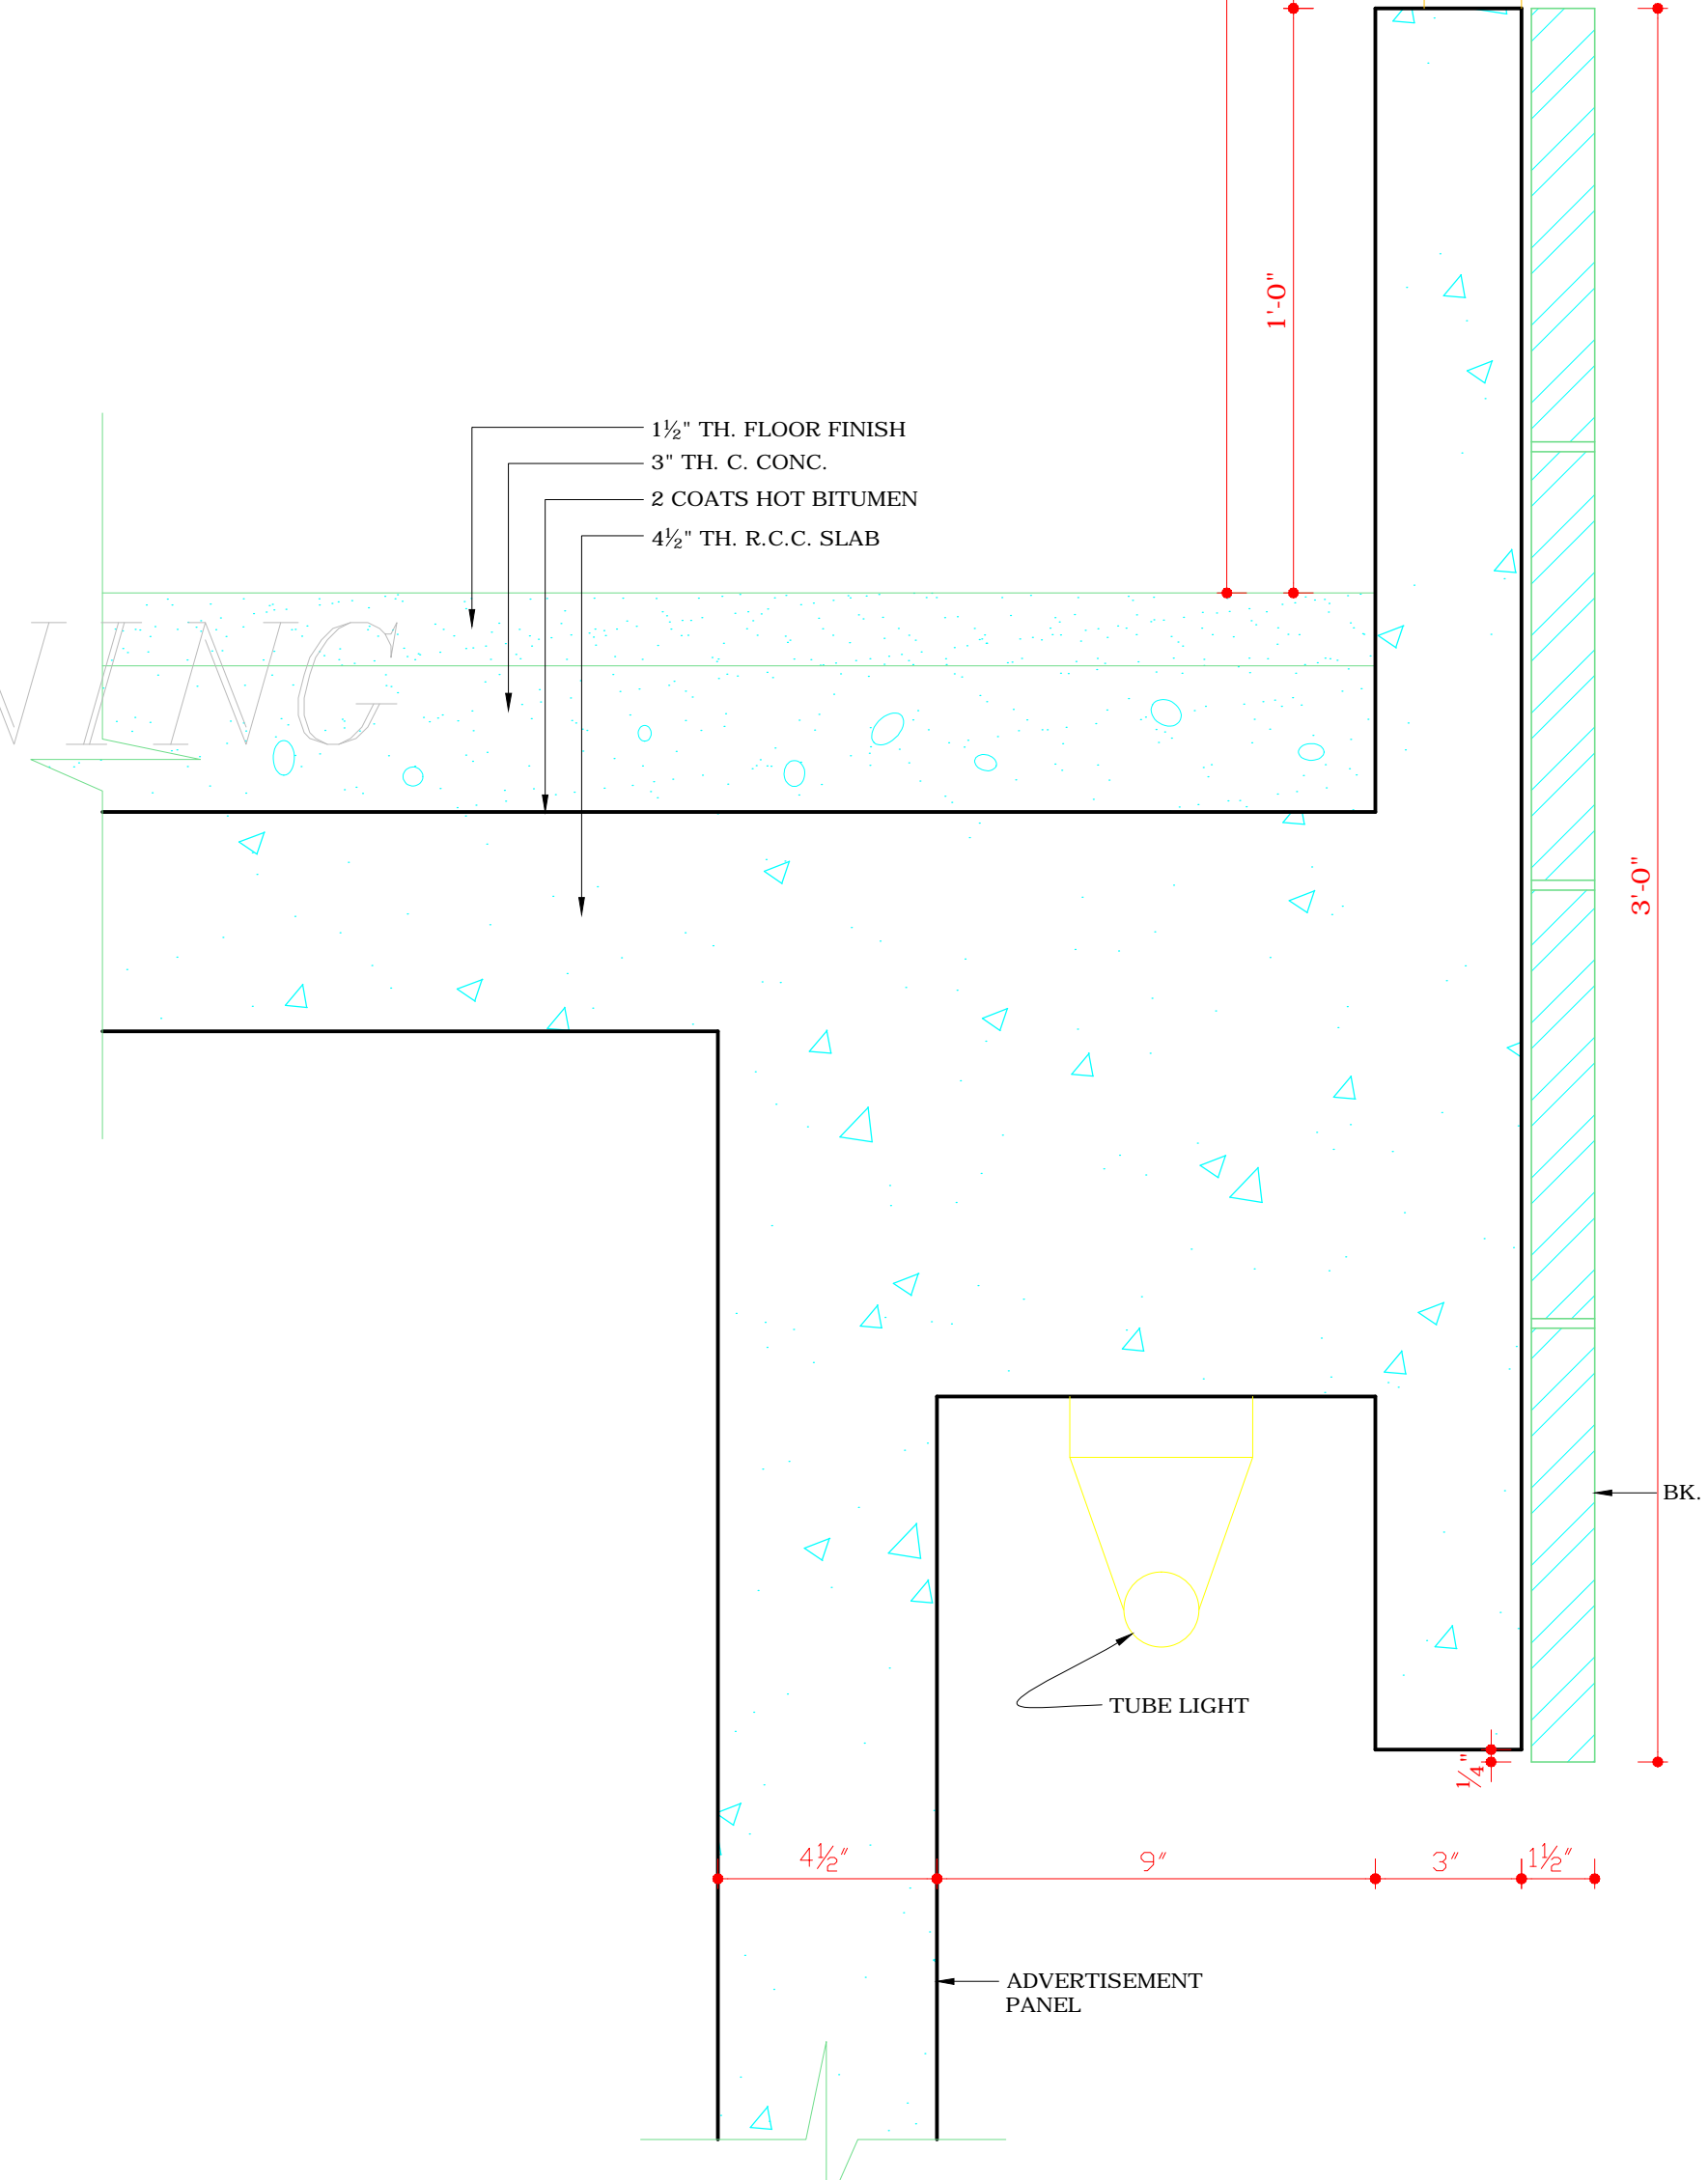 1'-0"
1½" TH. FLOOR FINISH
3" TH. C. CONC.
2 COATS HOT BITUMEN
4½" TH. R.C.C. SLAB
NING
3'-0"
BK.
TUBE LIGHT
¼"
4½" 9" 3" 1½"
ADVERTISEMENT
PANEL